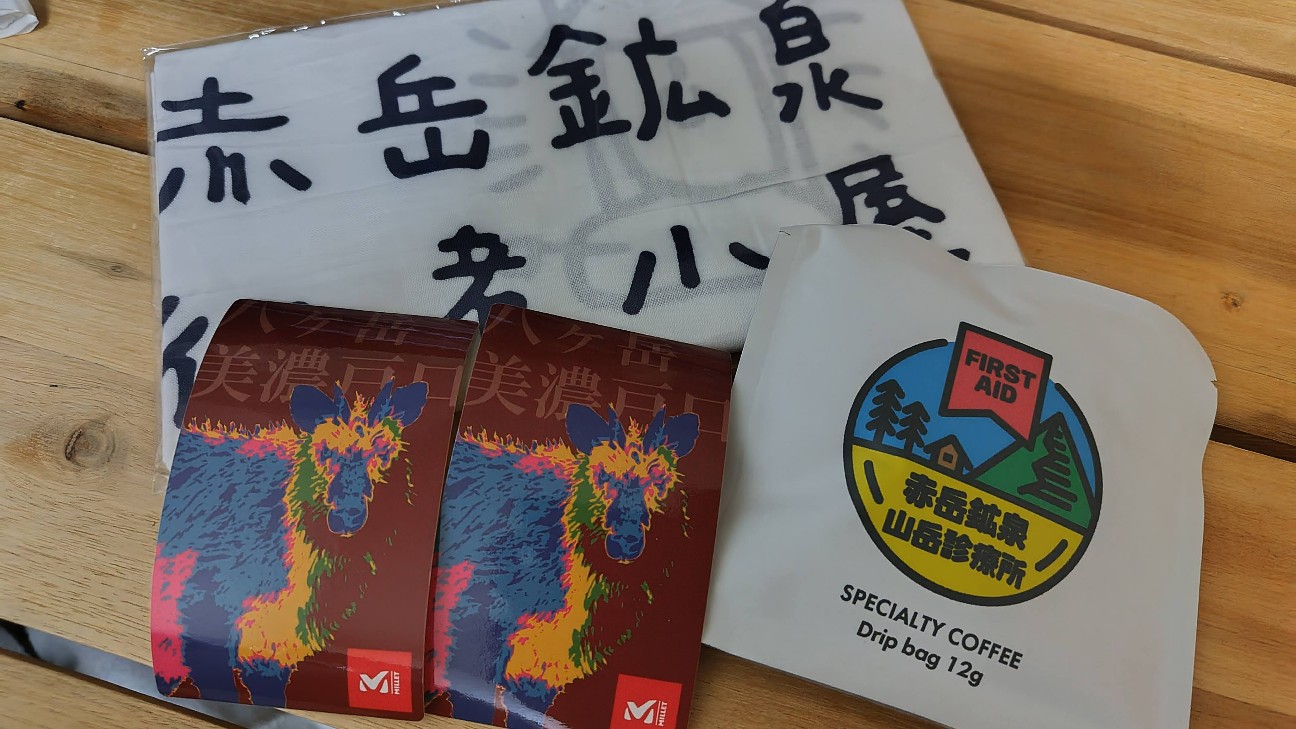 赤岳鉱泉
行者小屋
八ヶ岳
美濃戸口
MILLET
八ヶ岳
美濃戸口
MILLET
FIRST
AID
赤岳鉱泉
山岳診療所
SPECIALTY COFFEE
Drip bag 12g